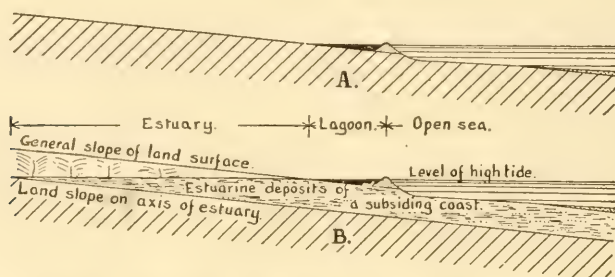 A.
Estuary. Lagoon. Open sea.
General slope of land surface.
Level of high tide.
Estuarine deposits of
a subsiding coast.
Land slope on axis of estuary.
B.